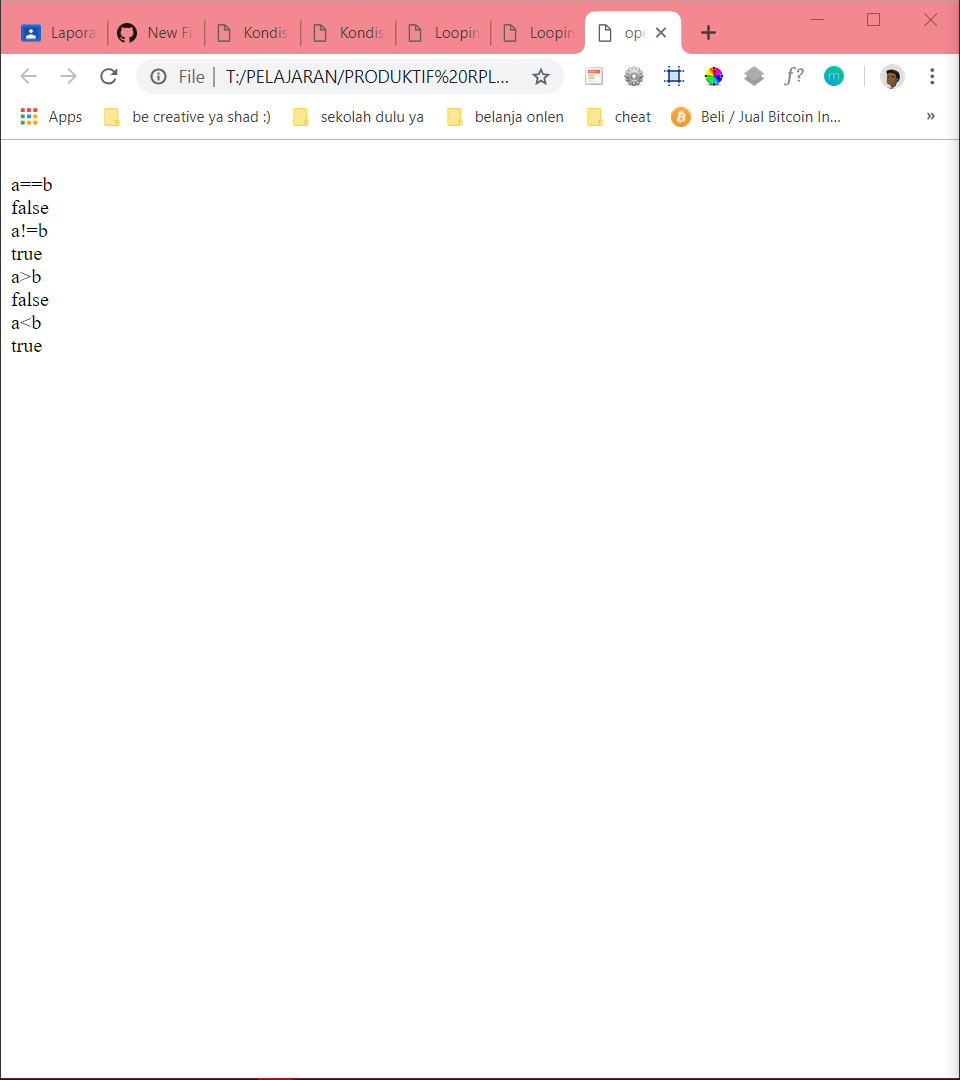 Lapora New Fi Kondis Kondis Loopin Loopin op
File | T:/PELAJARAN/PRODUKTIF%20RPL...
f?
m
Apps be creative ya shad :) sekolah dulu ya belanja onlen cheat Beli / Jual Bitcoin In... »
a==b
false
a!=b
true
a>b
false
a<b
true